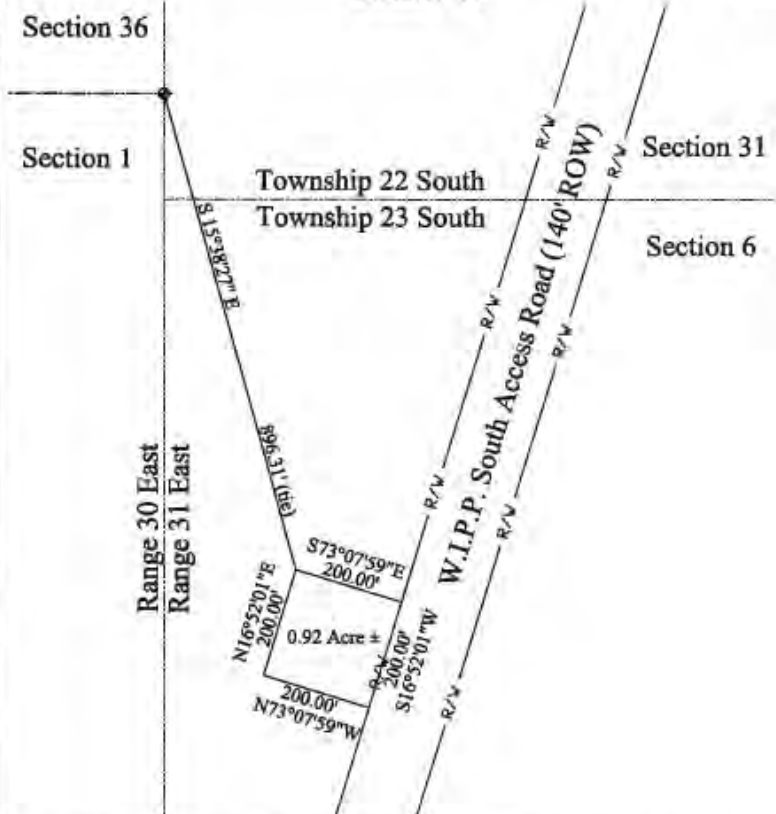 Section 36
Section 1
Township 22 South
Township 23 South
Section 31
Section 6
R/W
R/W
R/W
R/W
R/W
R/W
R/W
R/W
W.I.P.P. South Access Road (140' ROW)
S 15°38'27" E
896.31' (tie)
Range 30 East
Range 31 East
S73°07'59"E
200.00'
N16°52'01"E
200.00'
0.92 Acre ±
200.00'
S16°52'01"W
200.00'
N73°07'59"W